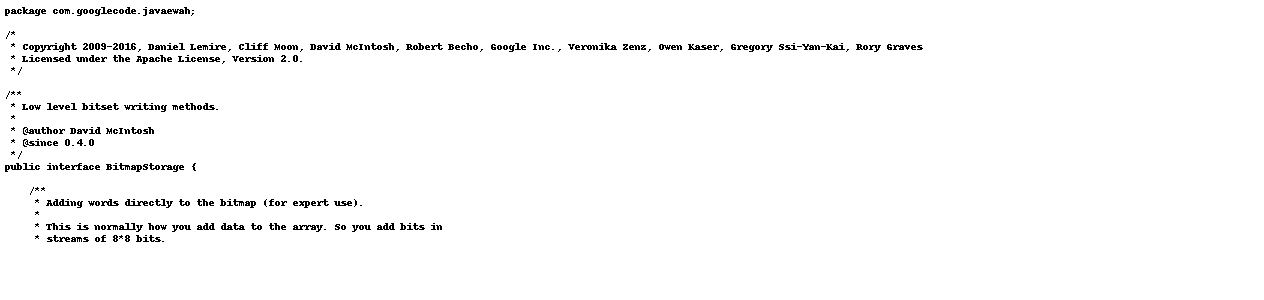 package com.googlecode.javaewah;

/*
 * Copyright 2009-2016, Daniel Lemire, Cliff Moon, David McIntosh, Robert Becho, Google Inc., Veronika Zenz, Owen Kaser, Gregory Ssi-Yan-Kai, Rory Graves
 * Licensed under the Apache License, Version 2.0.
 */

/**
 * Low level bitset writing methods.
 *
 * @author David McIntosh
 * @since 0.4.0
 */
public interface BitmapStorage {

    /**
     * Adding words directly to the bitmap (for expert use).
     *
     * This is normally how you add data to the array. So you add bits in
     * streams of 8*8 bits.